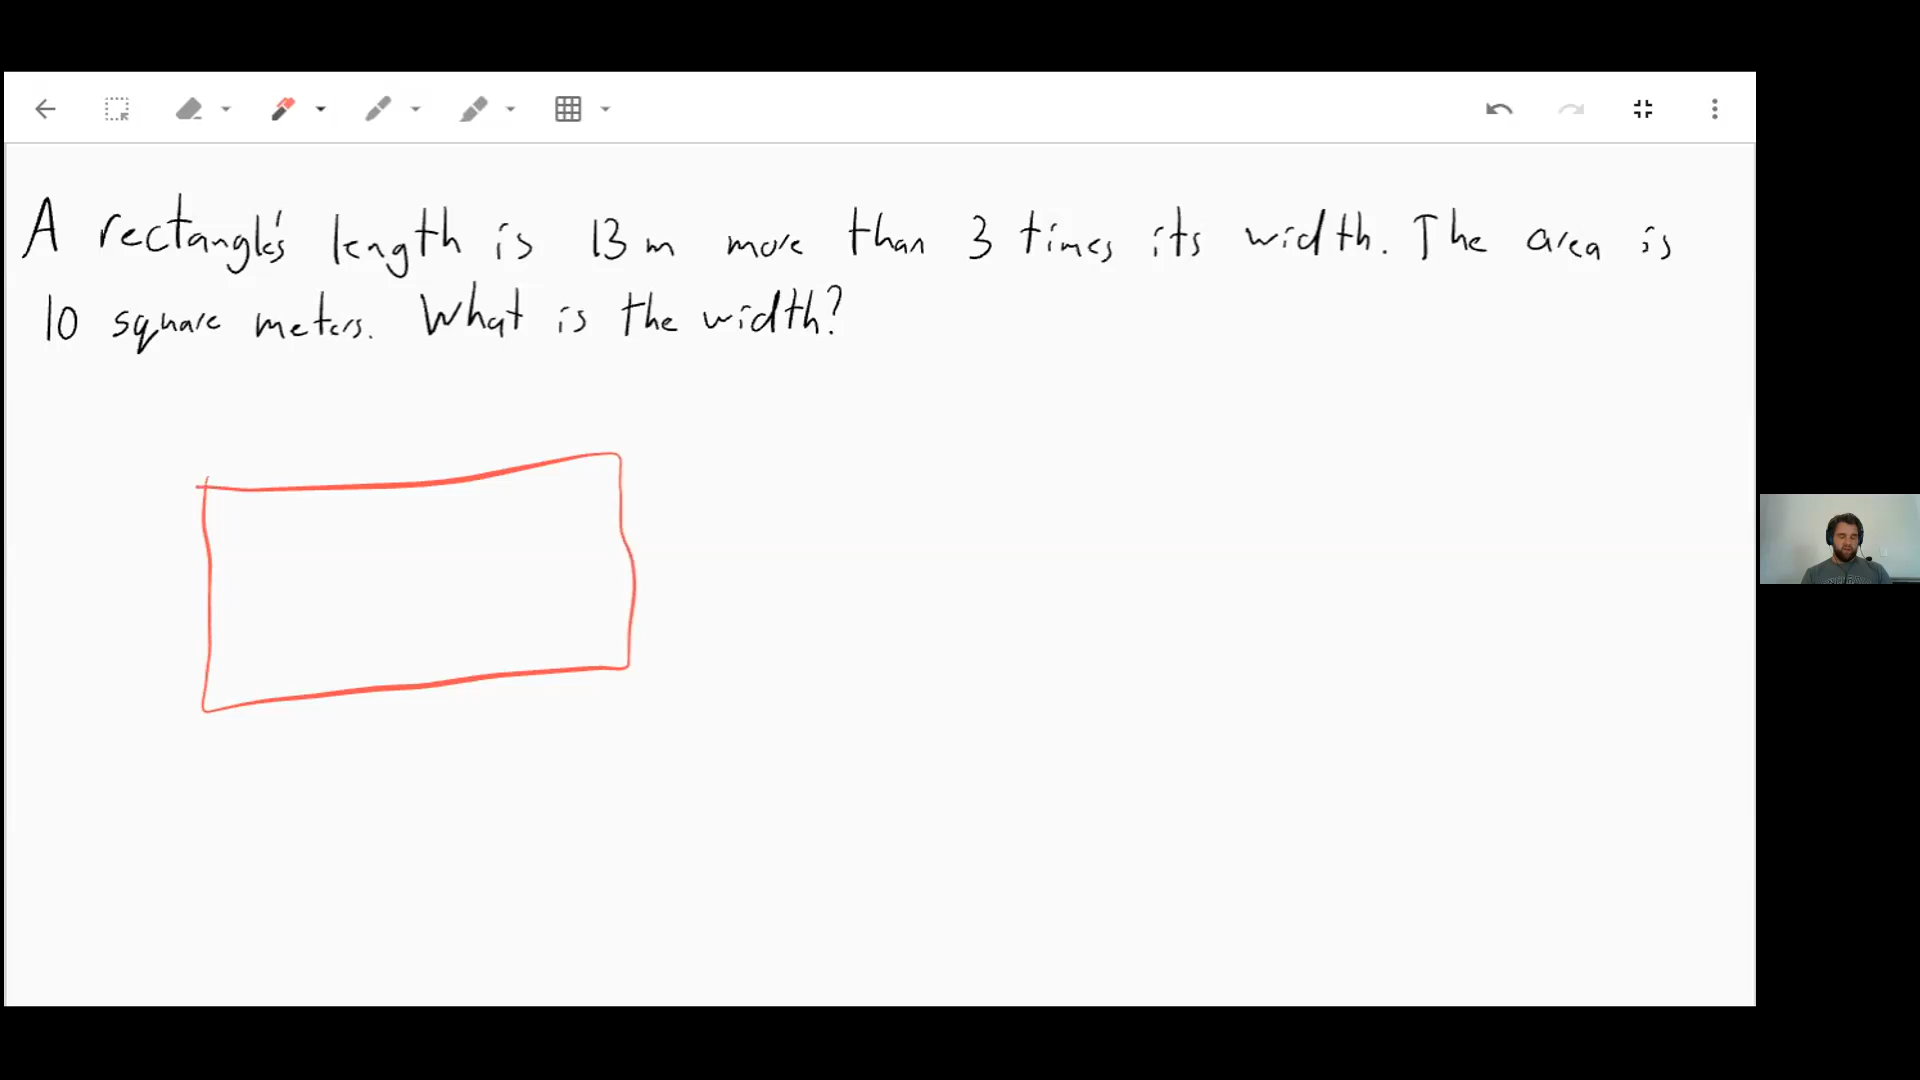 A rectangle's length is 13 m more than 3 times its width. The area is
10 square meters. What is the width?